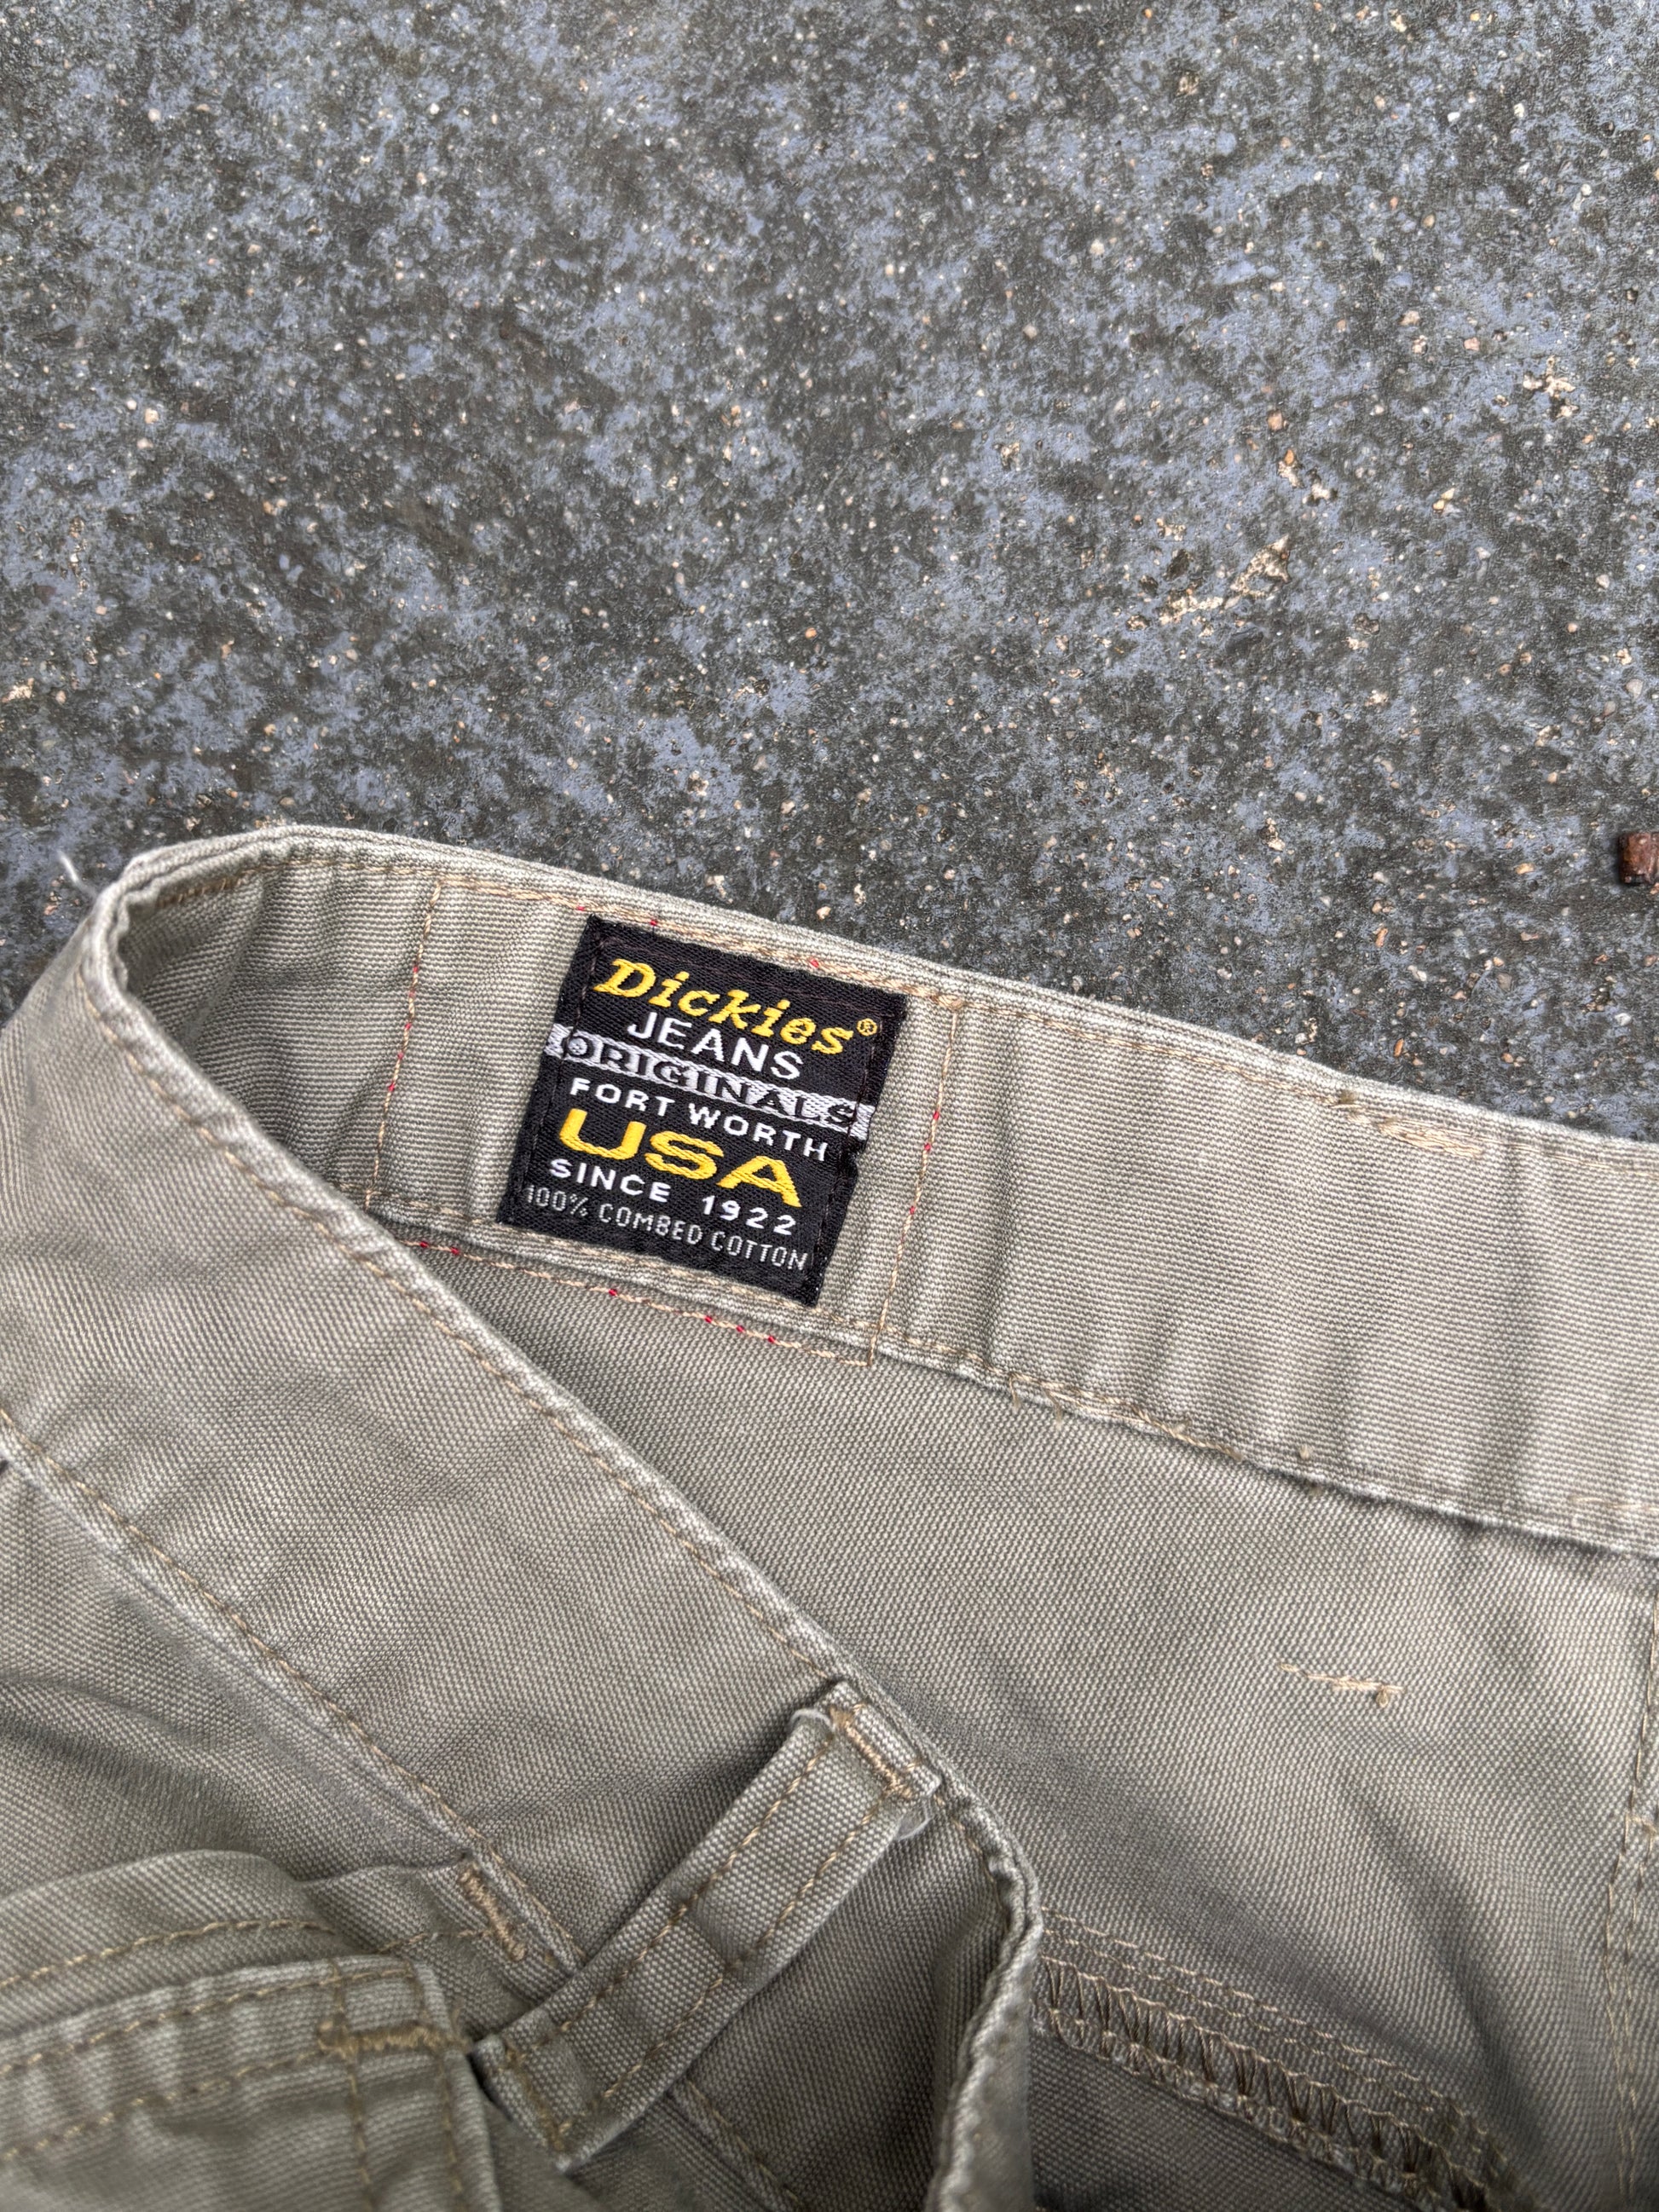 Dickies®
JEANS
ORIGINALS
FORT WORTH
USA
SINCE 1922
100% COMBED COTTON